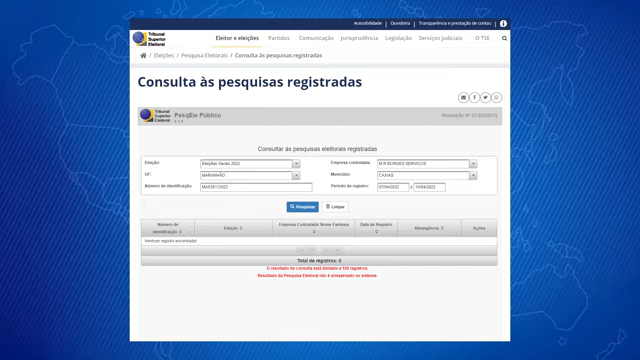 Acessibilidade | Ouvidoria | Transparência e prestação de contas
Tribunal Superior Eleitoral
Eleitor e eleições Partidos Comunicação Jurisprudência Legislação Serviços judiciais O TSE
Eleições / Pesquisa Eleitorais / Consulta às pesquisas registradas
Consulta às pesquisas registradas
Tribunal Superior Eleitoral
PesqEle Público
Resolução Nº 23.600/2019
Consultar às pesquisas eleitorais registradas
Eleição: Eleições Gerais 2022 Empresa contratada: M R BORGES SERVICOS
UF: MARANHÃO Município: CAXIAS
Número de identificação: Período de registro: 07/04/2022 a 10/04/2022
Pesquisar Limpar
Número de identificação Eleição Empresa Contratada/ Nome Fantasia Data de Registro Abrangência Ações
Nenhum registro encontrado!
Total de registros: 0
O resultado da consulta está limitado a 100 registros.
Resultado da Pesquisa Eleitoral não é armazenado no sistema.